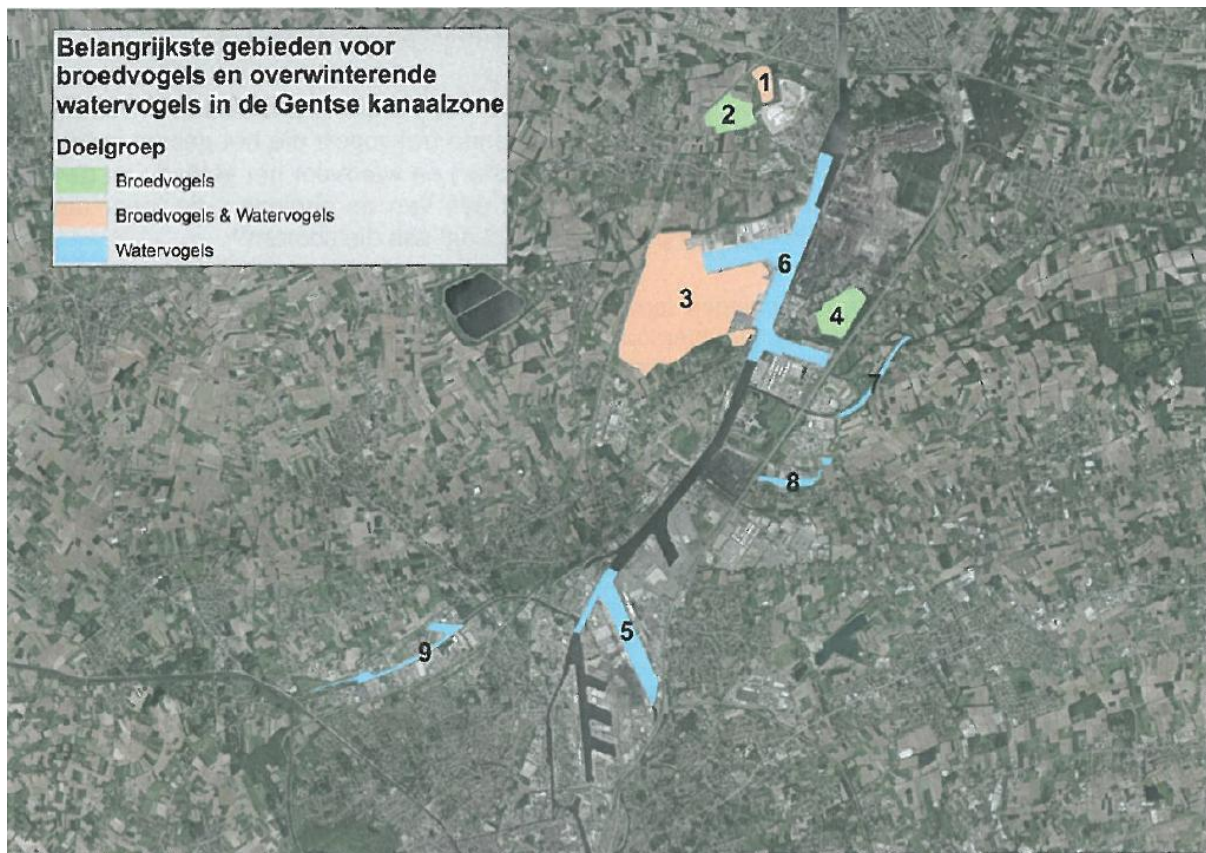 Belangrijkste gebieden voor
broedvogels en overwinterende
watervogels in de Gentse kanaalzone
Doelgroep
Broedvogels
Broedvogels & Watervogels
Watervogels
1
2
6
3
4
7
8
5
9